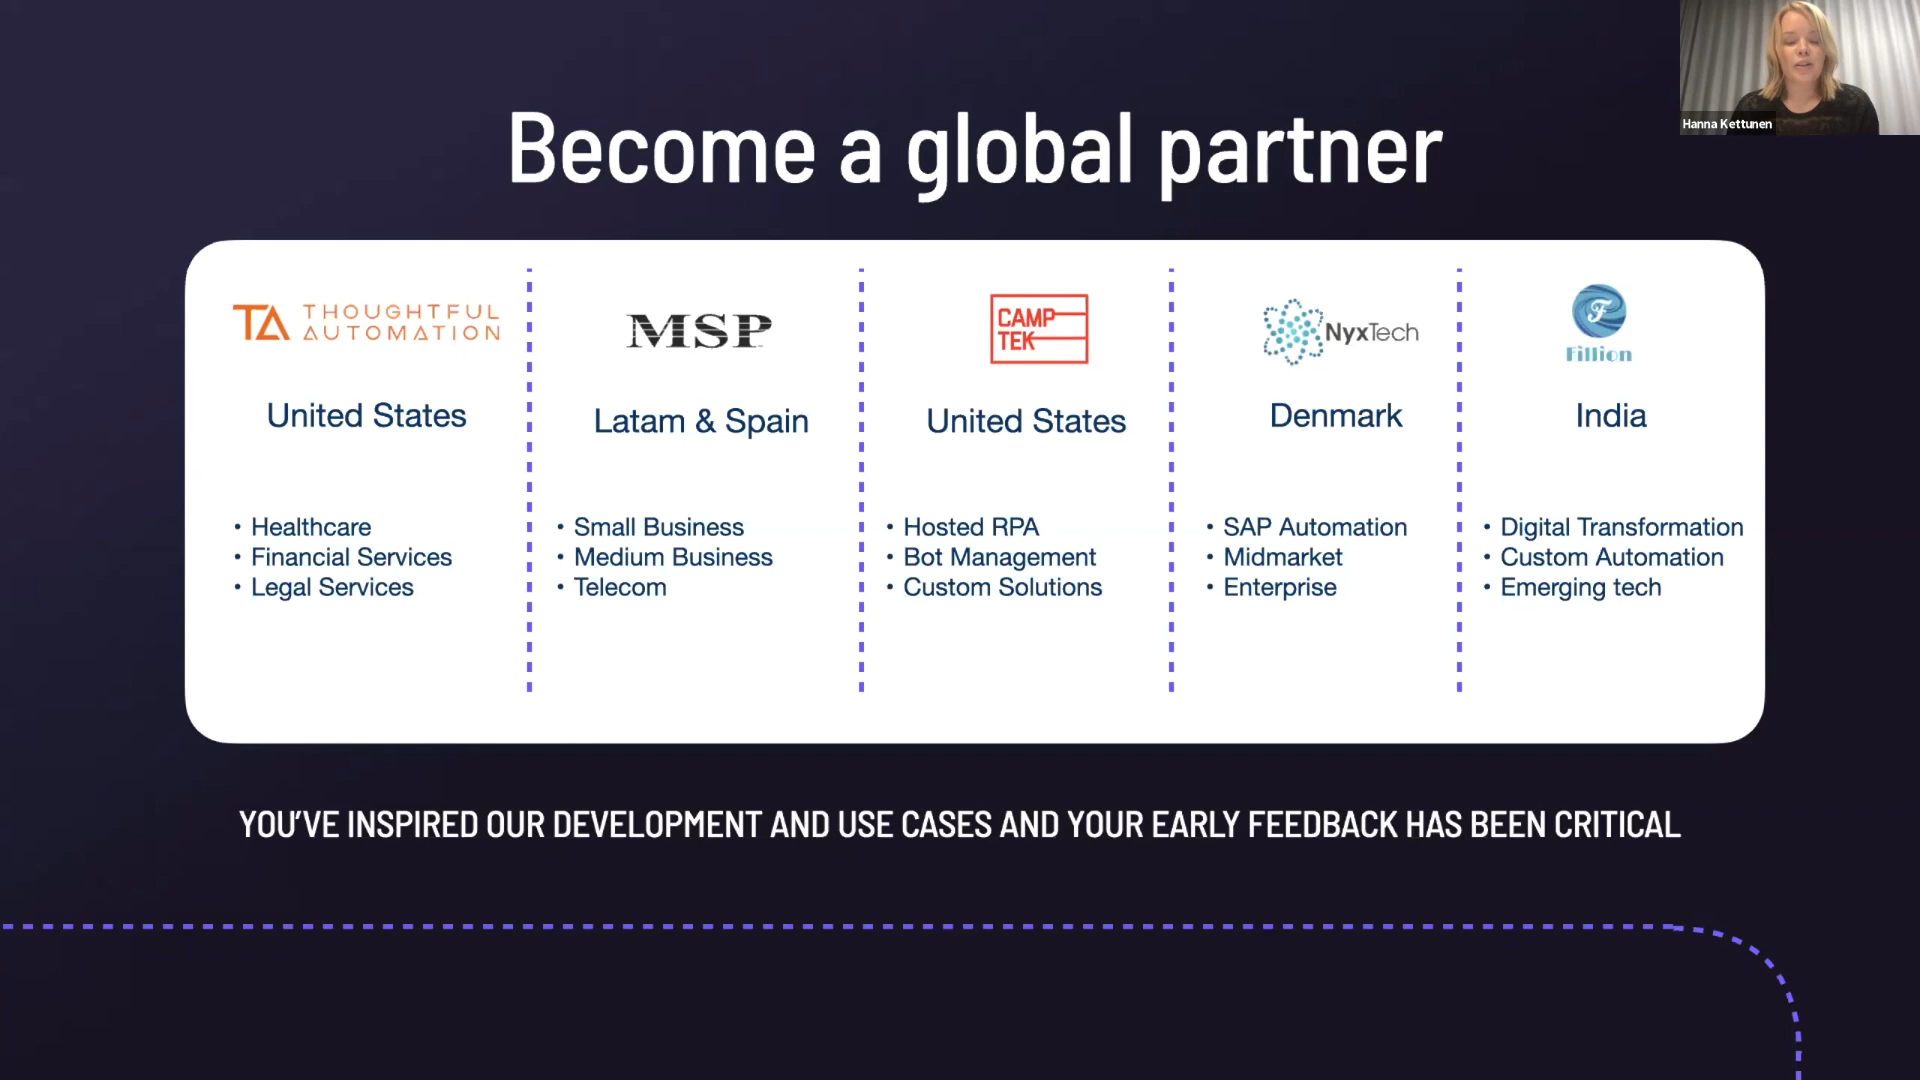 Hanna Kettunen
Become a global partner
TA THOUGHTFUL
AUTOMATION
United States
• Healthcare
• Financial Services
• Legal Services
MSP
Latam & Spain
• Small Business
• Medium Business
• Telecom
CAMP
TEK
United States
• Hosted RPA
• Bot Management
• Custom Solutions
NyxTech
Denmark
• SAP Automation
• Midmarket
• Enterprise
F
Fillion
India
• Digital Transformation
• Custom Automation
• Emerging tech
YOU’VE INSPIRED OUR DEVELOPMENT AND USE CASES AND YOUR EARLY FEEDBACK HAS BEEN CRITICAL